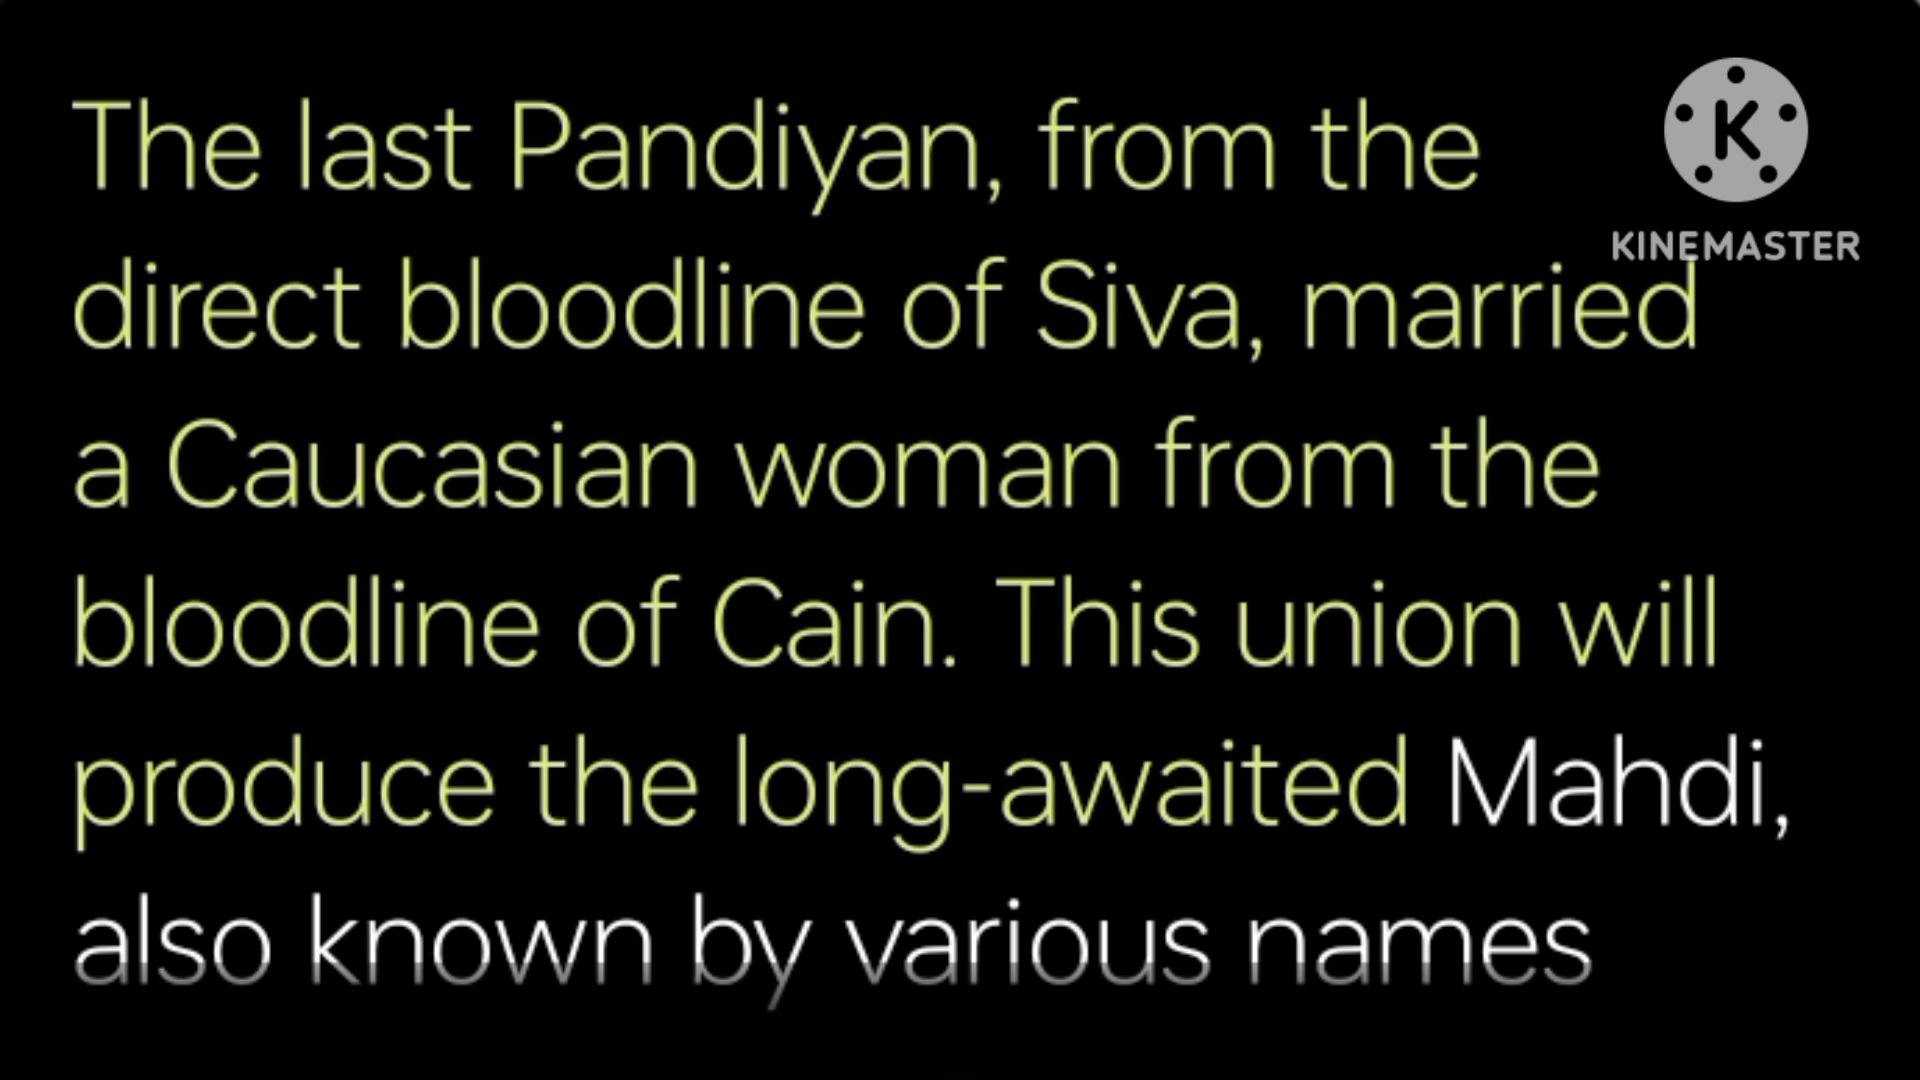 The last Pandiyan, from the
K
KINEMASTER
direct bloodline of Siva, married
a Caucasian woman from the
bloodline of Cain. This union will
produce the long-awaited Mahdi,
also known by various names